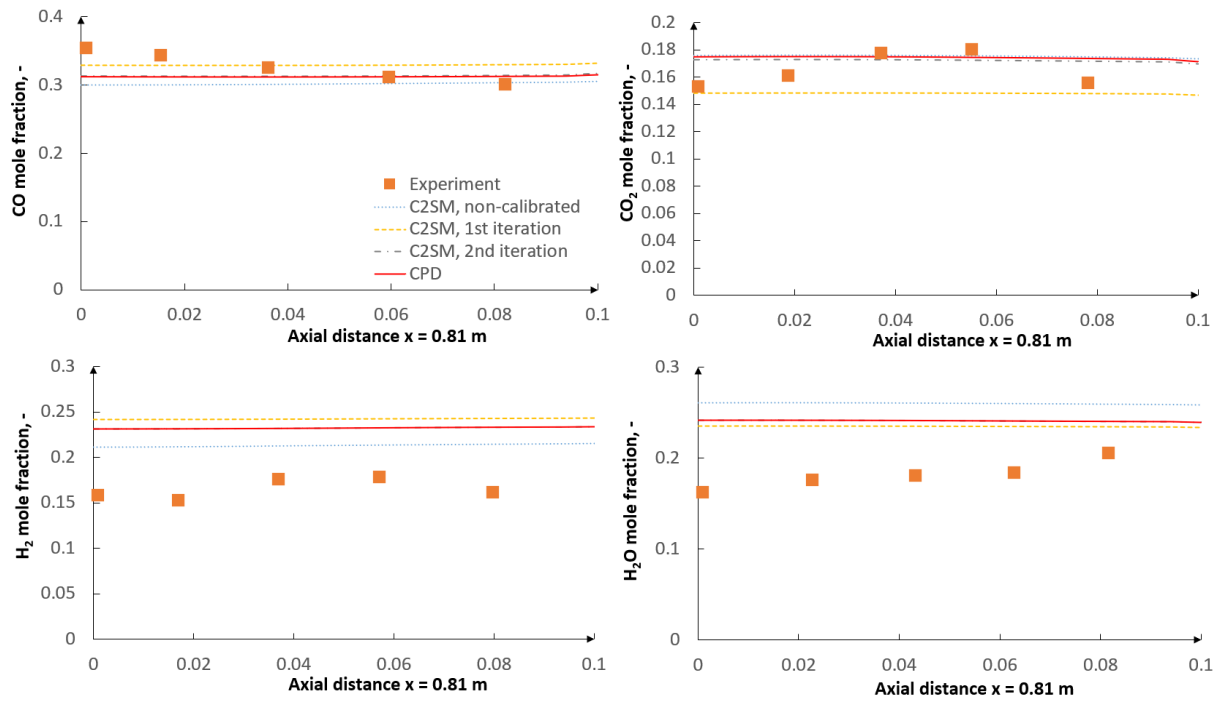 0.4
0.3
0.2
0.1
0
CO mole fraction, -
Experiment
C2SM, non-calibrated
C2SM, 1st iteration
C2SM, 2nd iteration
CPD
0 0.02 0.04 0.06 0.08 0.1
Axial distance x = 0.81 m
0.2
0.18
0.16
0.14
0.12
0.1
0.08
0.06
0.04
0.02
0
CO₂ mole fraction, -
0 0.02 0.04 0.06 0.08 0.1
Axial distance x = 0.81 m
0.3
0.25
0.2
0.15
0.1
0.05
0
H₂ mole fraction, -
0 0.02 0.04 0.06 0.08 0.1
Axial distance x = 0.81 m
0.3
0.2
0.1
0
H₂O mole fraction, -
0 0.02 0.04 0.06 0.08 0.1
Axial distance x = 0.81 m